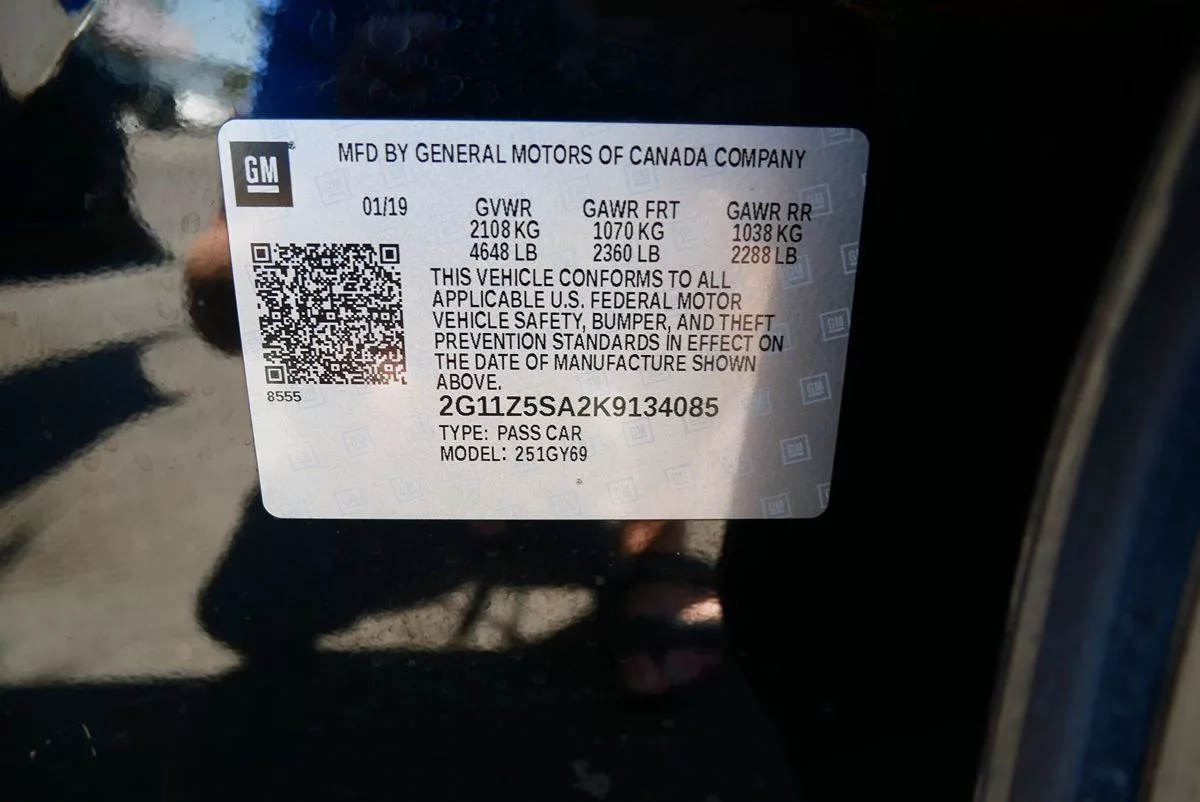 GM
MFD BY GENERAL MOTORS OF CANADA COMPANY
01/19 GVWR GAWR FRT GAWR RR
2108 KG 1070 KG 1038 KG
4648 LB 2360 LB 2288 LB
THIS VEHICLE CONFORMS TO ALL
APPLICABLE U.S. FEDERAL MOTOR
VEHICLE SAFETY, BUMPER, AND THEFT
PREVENTION STANDARDS IN EFFECT ON
THE DATE OF MANUFACTURE SHOWN
ABOVE.
8555
2G11Z5SA2K9134085
TYPE: PASS CAR
MODEL: 251GY69